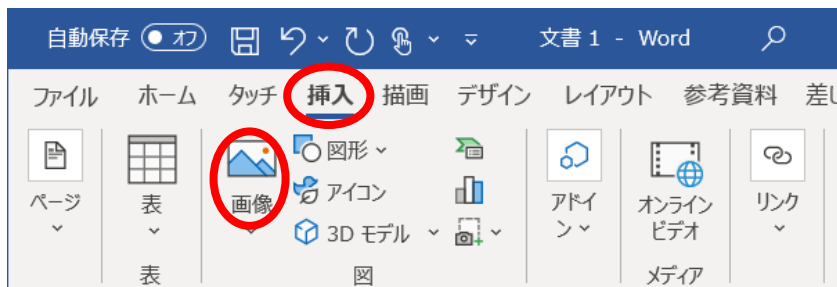 自動保存 オフ 文書 1 - Word
ファイル ホーム タッチ 挿入 描画 デザイン レイアウト 参考資料 差し
ページ
表
画像
図形
アイコン
3D モデル
アドイ
ン
オンライン
ビデオ
リンク
表 図 メディア